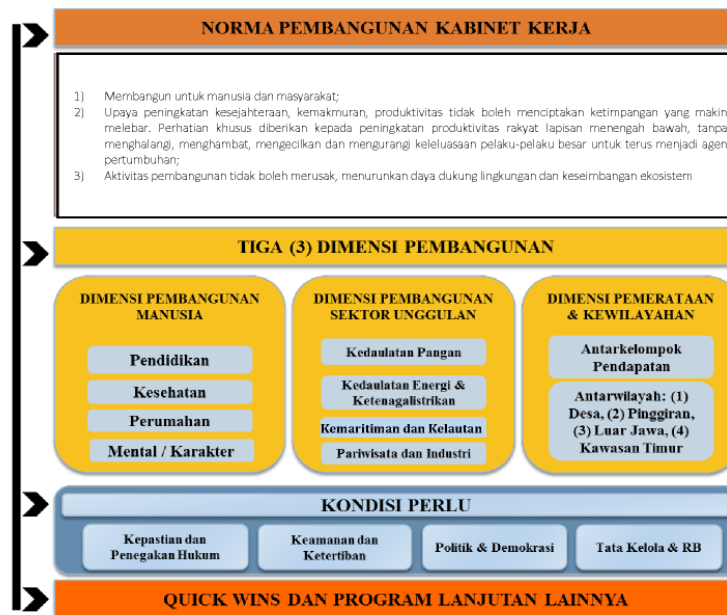 NORMA PEMBANGUNAN KABINET KERJA
1) Membangun untuk manusia dan masyarakat;
2) Upaya peningkatan kesejahteraan, kemakmuran, produktivitas tidak boleh menciptakan ketimpangan yang makin
melebar. Perhatian khusus diberikan kepada peningkatan produktivitas rakyat lapisan menengah bawah, tanpa
menghalangi, menghambat, mengecilkan dan mengurangi keleluasaan pelaku-pelaku besar untuk terus menjadi agen
pertumbuhan;
3) Aktivitas pembangunan tidak boleh merusak, menurunkan daya dukung lingkungan dan keseimbangan ekosistem
TIGA (3) DIMENSI PEMBANGUNAN
DIMENSI PEMBANGUNAN
MANUSIA
Pendidikan
Kesehatan
Perumahan
Mental / Karakter
DIMENSI PEMBANGUNAN
SEKTOR UNGGULAN
Kedaulatan Pangan
Kedaulatan Energi &
Ketenagalistrikan
Kemaritiman dan Kelautan
Pariwisata dan Industri
DIMENSI PEMERATAAN
& KEWILAYAHAN
Antarkelompok
Pendapatan
Antarwilayah: (1)
Desa, (2) Pinggiran,
(3) Luar Jawa, (4)
Kawasan Timur
KONDISI PERLU
Kepastian dan
Penegakan Hukum
Keamanan dan
Ketertiban
Politik & Demokrasi
Tata Kelola & RB
QUICK WINS DAN PROGRAM LANJUTAN LAINNYA